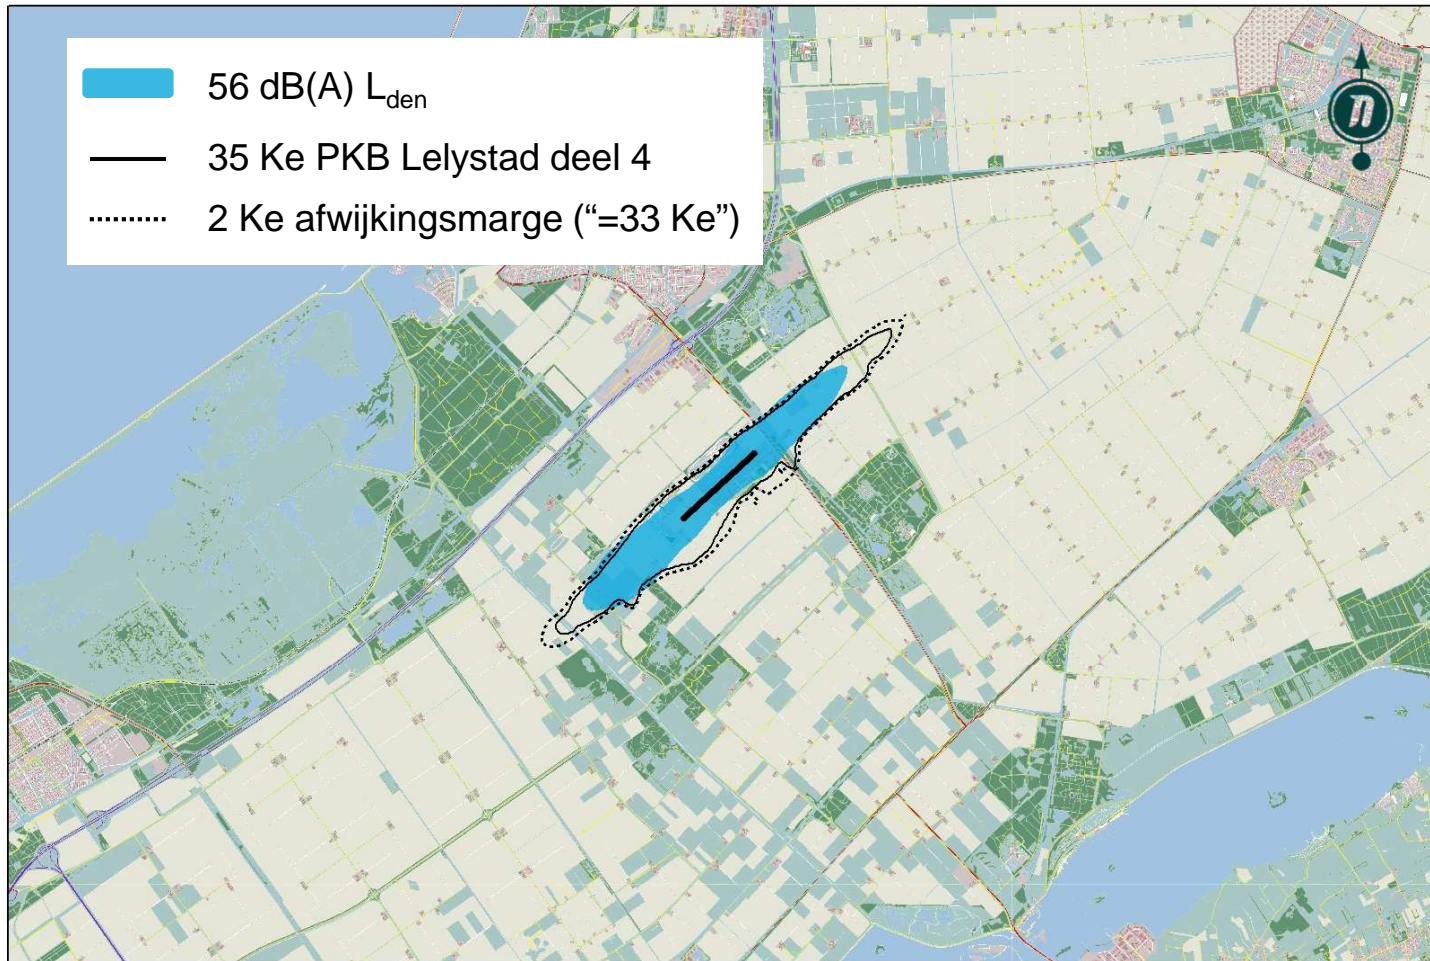 56 dB(A) Lden
35 Ke PKB Lelystad deel 4
2 Ke afwijkingsmarge (“=33 Ke”)
n